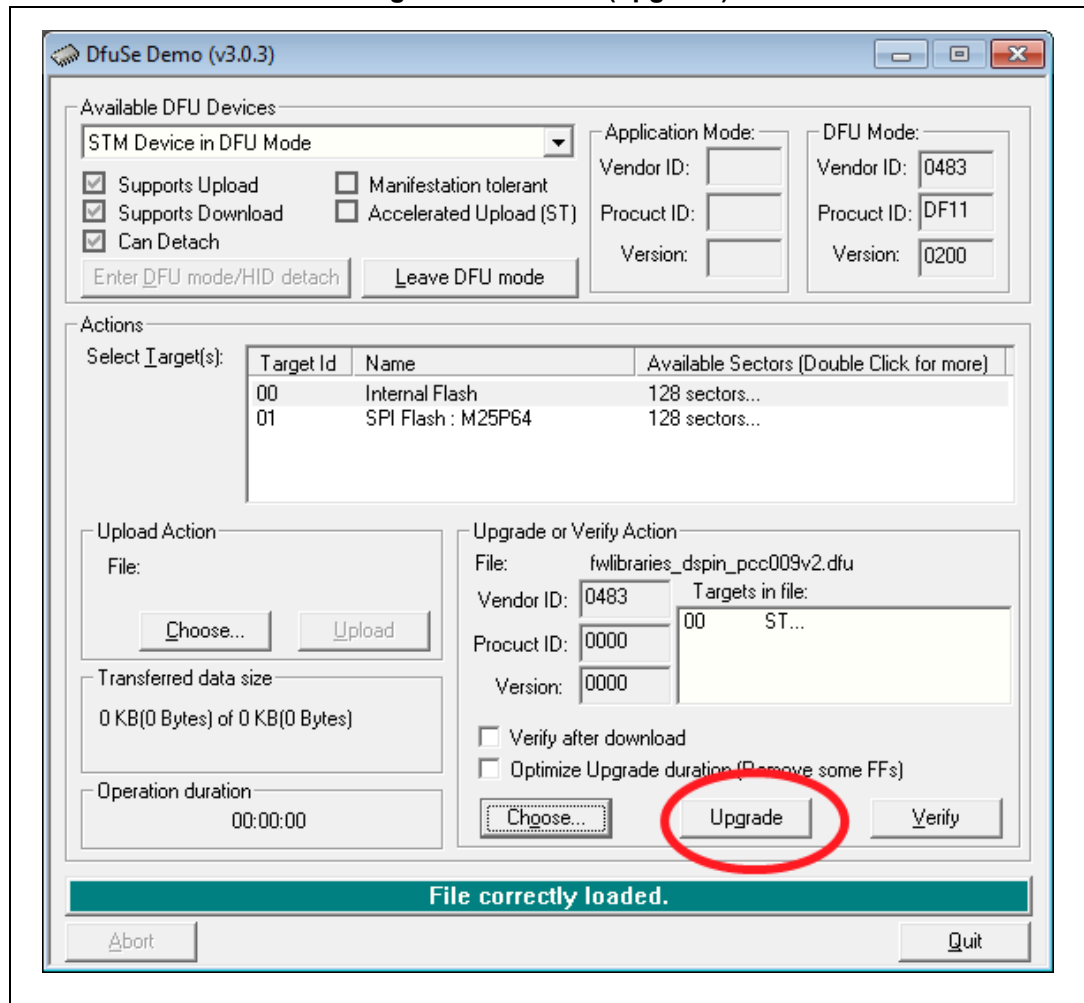 DfuSe Demo (v3.0.3)
Available DFU Devices
STM Device in DFU Mode
Supports Upload
Manifestation tolerant
Supports Download
Accelerated Upload (ST)
Can Detach
Enter DFU mode/HID detach
Leave DFU mode
Application Mode:
Vendor ID:
Procuct ID:
Version:
DFU Mode:
Vendor ID: 0483
Procuct ID: DF11
Version: 0200
Actions
Select Target(s):
Target Id Name Available Sectors (Double Click for more)
00 Internal Flash 128 sectors...
01 SPI Flash : M25P64 128 sectors...
Upload Action
File:
Choose... Upload
Transferred data size
0 KB(0 Bytes) of 0 KB(0 Bytes)
Operation duration
00:00:00
Upgrade or Verify Action
File: fwlibraries_dspin_pcc009v2.dfu
Vendor ID: 0483
Procuct ID: 0000
Version: 0000
Targets in file:
00 ST...
Verify after download
Optimize Upgrade duration (Remove some FFs)
Choose... Upgrade Verify
File correctly loaded.
Abort Quit